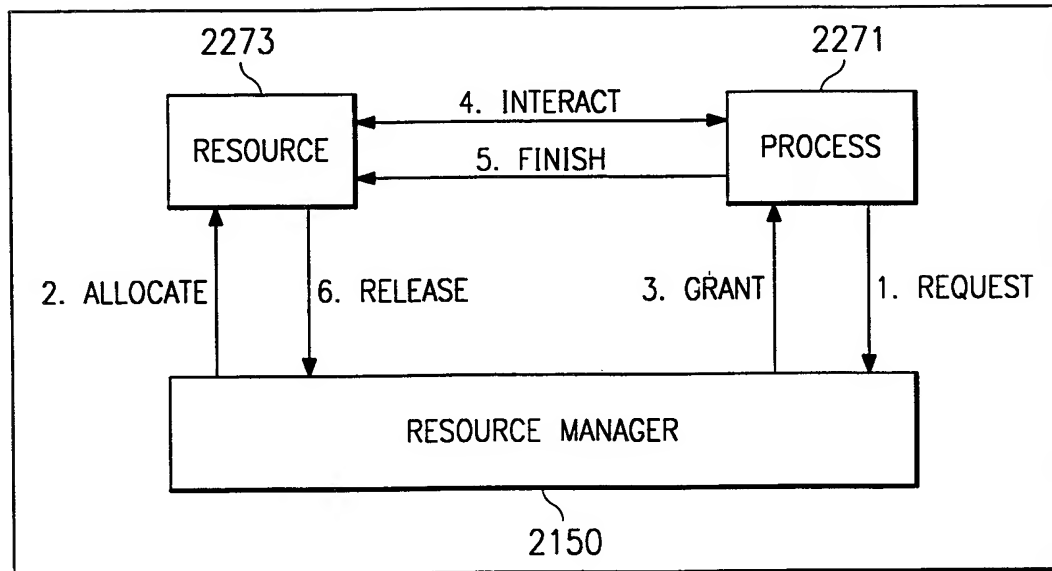 2273
2271
4. INTERACT
RESOURCE
PROCESS
5. FINISH
2. ALLOCATE
6. RELEASE
3. GRANT
1. REQUEST
RESOURCE MANAGER
2150